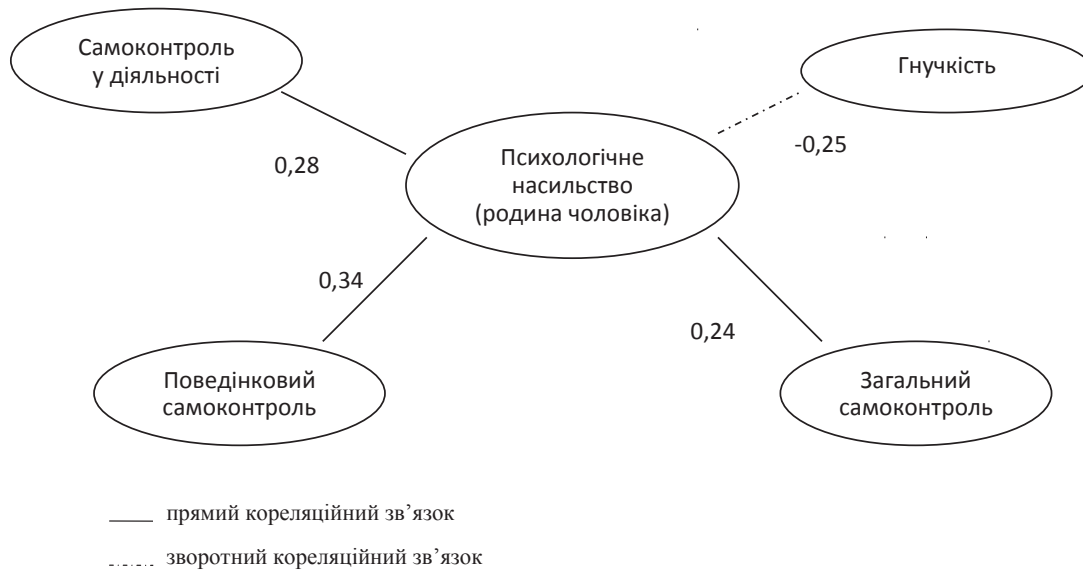 Самоконтроль
у діяльності
Гнучкість
0,28
-0,25
Психологічне
насильство
(родина чоловіка)
0,34
0,24
Поведінковий
самоконтроль
Загальний
самоконтроль
прямий кореляційний зв’язок
зворотний кореляційний зв’язок